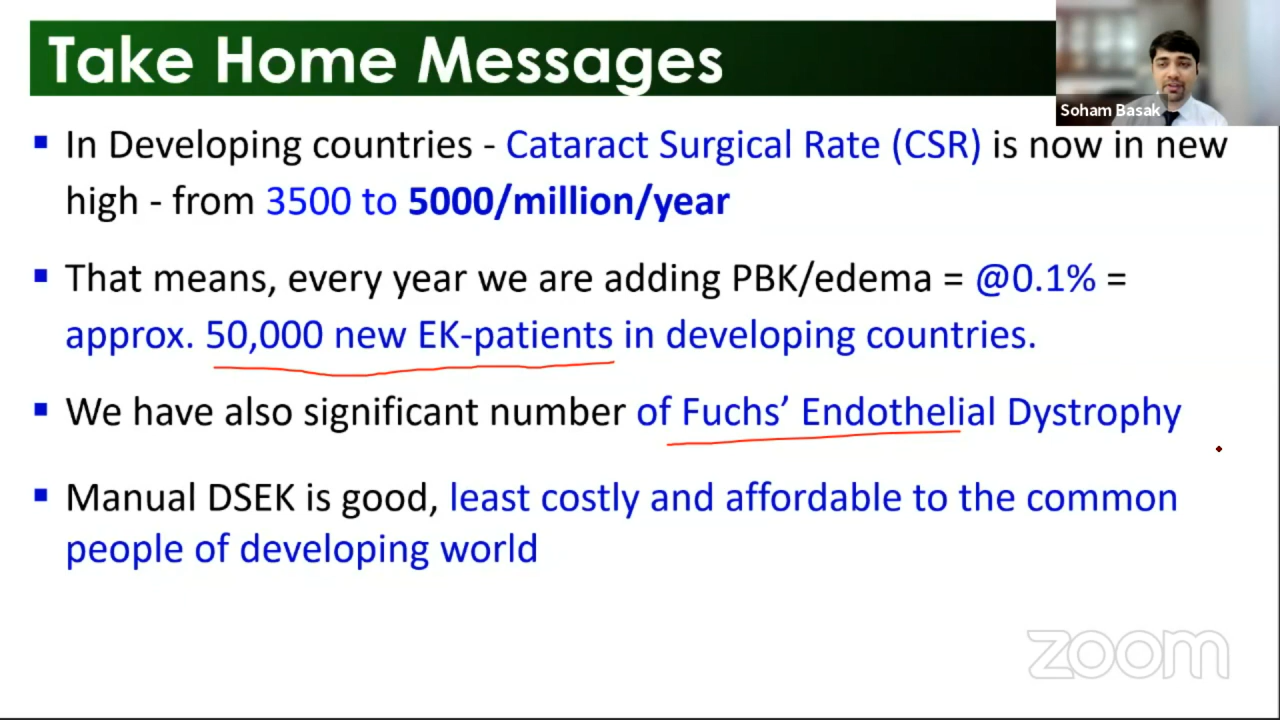 Take Home Messages
Soham Basak
▪ In Developing countries - Cataract Surgical Rate (CSR) is now in new
high - from 3500 to 5000/million/year
▪ That means, every year we are adding PBK/edema = @0.1% =
approx. 50,000 new EK-patients in developing countries.
▪ We have also significant number of Fuchs’ Endothelial Dystrophy
▪ Manual DSEK is good, least costly and affordable to the common
people of developing world
zoom